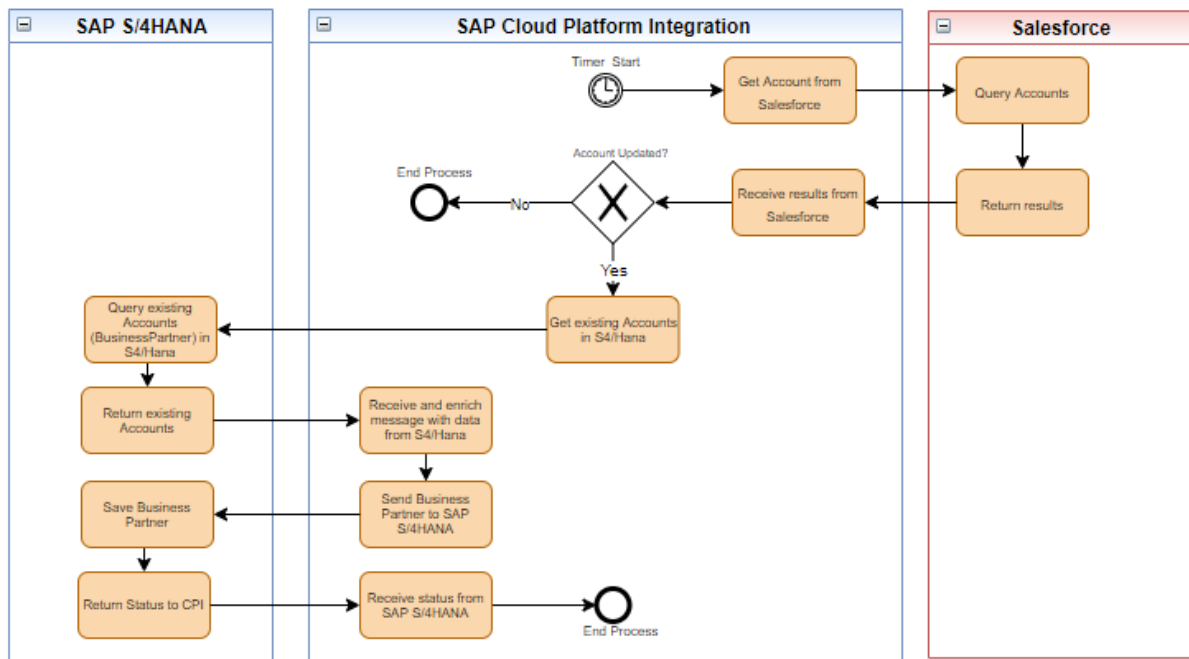 SAP S/4HANA
SAP Cloud Platform Integration
Salesforce
Timer Start
Get Account from
Salesforce
Query Accounts
Account Updated?
End Process
No
Receive results from
Salesforce
Return results
Yes
Query existing
Accounts
(BusinessPartner) in
S4/Hana
Get existing Accounts
in S4/Hana
Return existing
Accounts
Receive and enrich
message with data
from S4/Hana
Save Business
Partner
Send Business
Partner to SAP
S/4HANA
Return Status to CPI
Receive status from
SAP S/4HANA
End Process